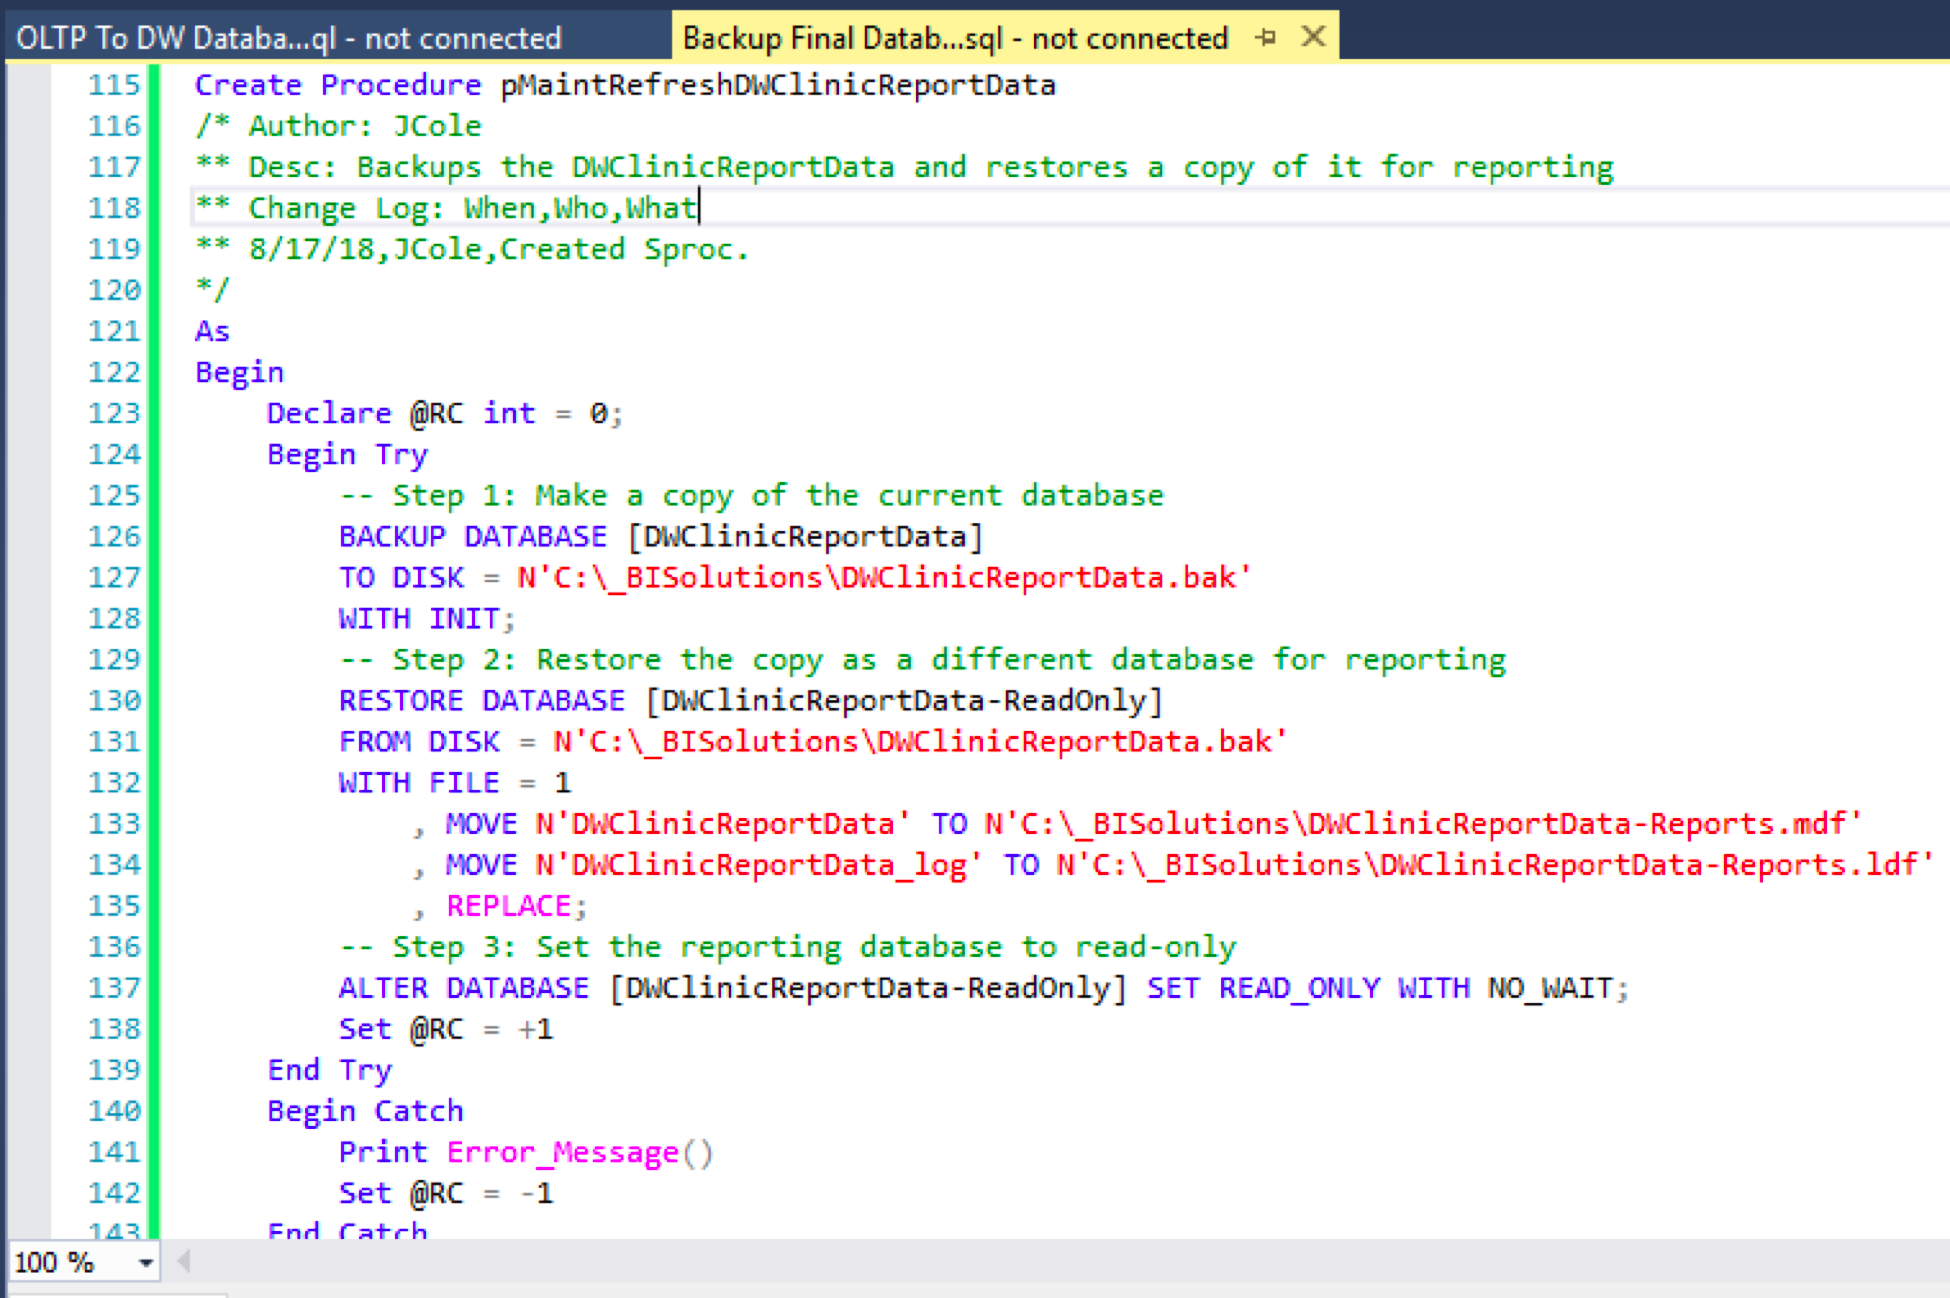 OLTP To DW Databa...ql - not connected
Backup Final Datab...sql - not connected
115 Create Procedure pMaintRefreshDWClinicReportData
116 /* Author: JCole
117 ** Desc: Backups the DWClinicReportData and restores a copy of it for reporting
118 ** Change Log: When,Who,What
119 ** 8/17/18,JCole,Created Sproc.
120 */
121 As
122 Begin
123 Declare @RC int = 0;
124 Begin Try
125 -- Step 1: Make a copy of the current database
126 BACKUP DATABASE [DWClinicReportData]
127 TO DISK = N'C:\_BISolutions\DWClinicReportData.bak'
128 WITH INIT;
129 -- Step 2: Restore the copy as a different database for reporting
130 RESTORE DATABASE [DWClinicReportData-ReadOnly]
131 FROM DISK = N'C:\_BISolutions\DWClinicReportData.bak'
132 WITH FILE = 1
133 , MOVE N'DWClinicReportData' TO N'C:\_BISolutions\DWClinicReportData-Reports.mdf'
134 , MOVE N'DWClinicReportData_log' TO N'C:\_BISolutions\DWClinicReportData-Reports.ldf'
135 , REPLACE;
136 -- Step 3: Set the reporting database to read-only
137 ALTER DATABASE [DWClinicReportData-ReadOnly] SET READ_ONLY WITH NO_WAIT;
138 Set @RC = +1
139 End Try
140 Begin Catch
141 Print Error_Message()
142 Set @RC = -1
143 End Catch
100 %